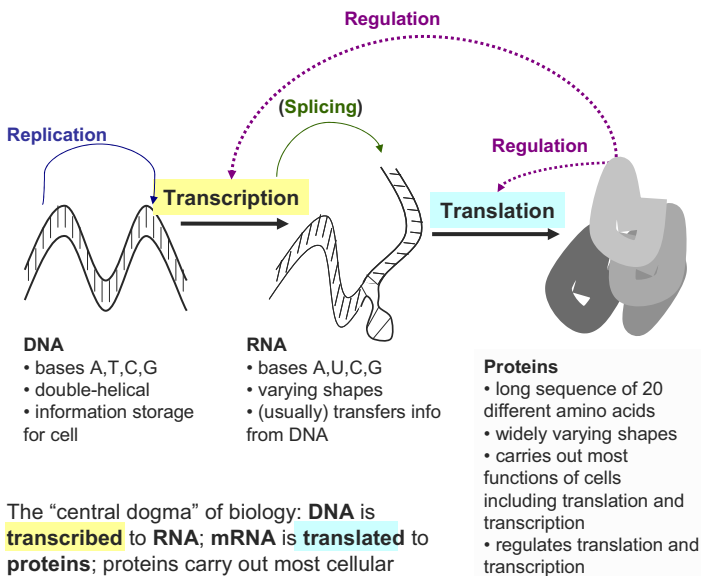 Regulation
(Splicing)
Replication
Regulation
Transcription
Translation
DNA
• bases A,T,C,G
• double-helical
• information storage
for cell
RNA
• bases A,U,C,G
• varying shapes
• (usually) transfers info
from DNA
Proteins
• long sequence of 20
different amino acids
• widely varying shapes
• carries out most
functions of cells
including translation and
transcription
• regulates translation and
transcription
The “central dogma” of biology: DNA is
transcribed to RNA; mRNA is translated to
proteins; proteins carry out most cellular